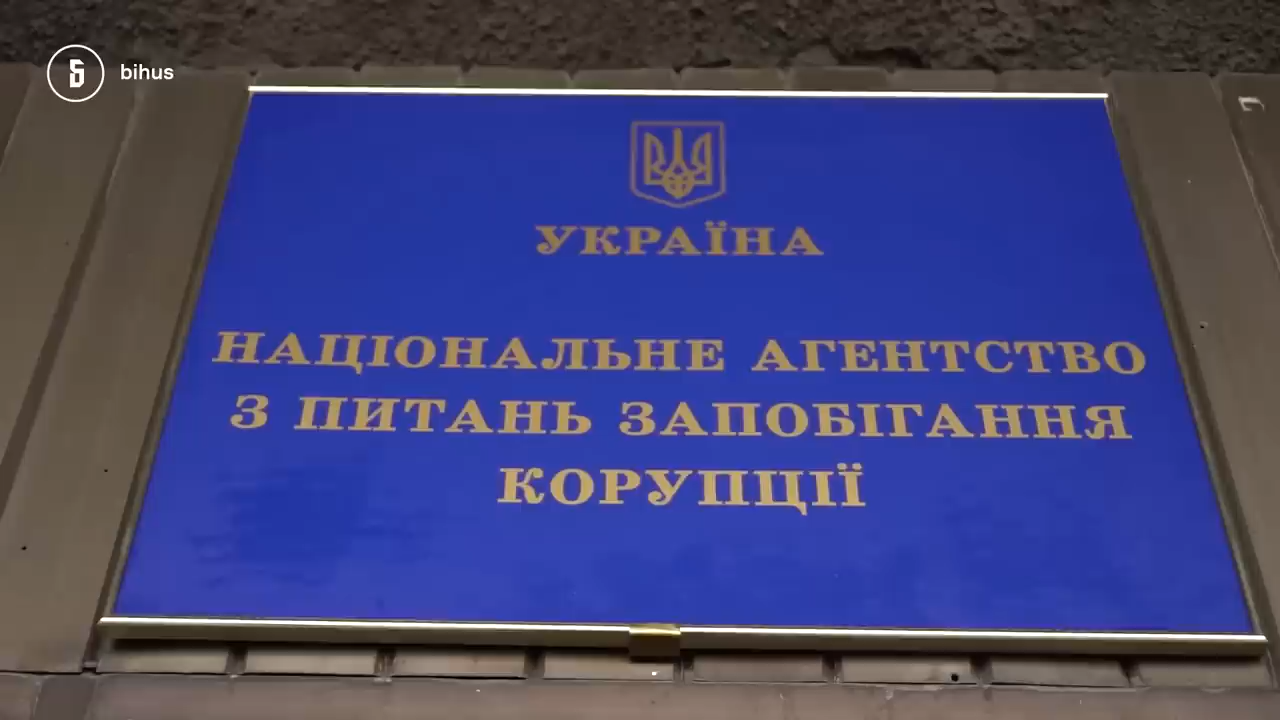 bihus
УКРАЇНА
НАЦІОНАЛЬНЕ АГЕНТСТВО
З ПИТАНЬ ЗАПОБІГАННЯ
КОРУПЦІЇ